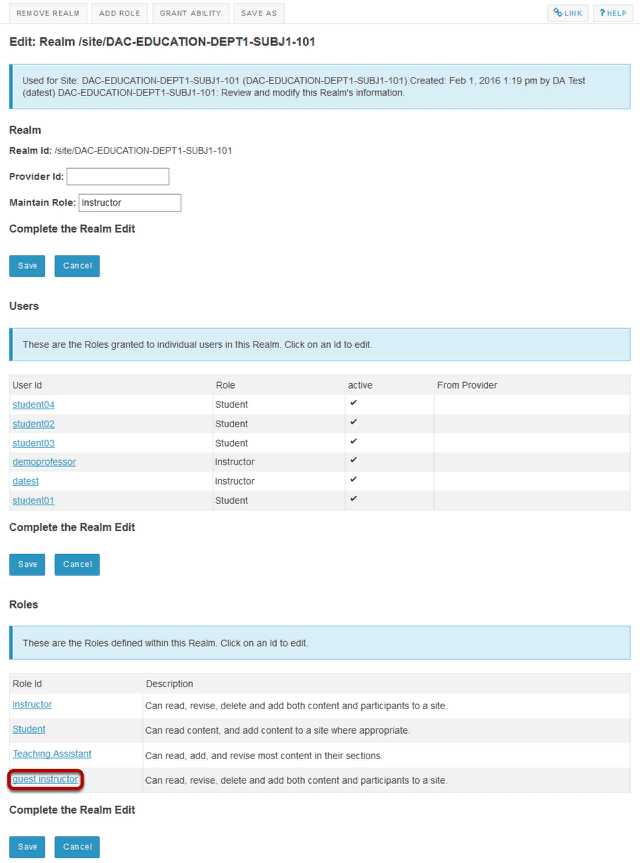 REMOVE REALM ADD ROLE GRANT ABILITY SAVE AS LINK ? HELP
Edit: Realm /site/DAC-EDUCATION-DEPT1-SUBJ1-101
Used for Site: DAC-EDUCATION-DEPT1-SUBJ1-101 (DAC-EDUCATION-DEPT1-SUBJ1-101) Created: Feb 1, 2016 1:19 pm by DA Test
(datest) DAC-EDUCATION-DEPT1-SUBJ1-101: Review and modify this Realm's information.
Realm
Realm Id: /site/DAC-EDUCATION-DEPT1-SUBJ1-101
Provider Id:
Maintain Role: Instructor
Complete the Realm Edit
Save Cancel
Users
These are the Roles granted to individual users in this Realm. Click on an Id to edit.
User Id Role active From Provider
student04 Student ✔
student02 Student ✔
student03 Student ✔
demoprofessor Instructor ✔
datest Instructor ✔
student01 Student ✔
Complete the Realm Edit
Save Cancel
Roles
These are the Roles defined within this Realm. Click on an Id to edit.
Role Id Description
Instructor Can read, revise, delete and add both content and participants to a site.
Student Can read content, and add content to a site where appropriate.
Teaching Assistant Can read, add, and revise most content in their sections.
guest instructor Can read, revise, delete and add both content and participants to a site.
Complete the Realm Edit
Save Cancel